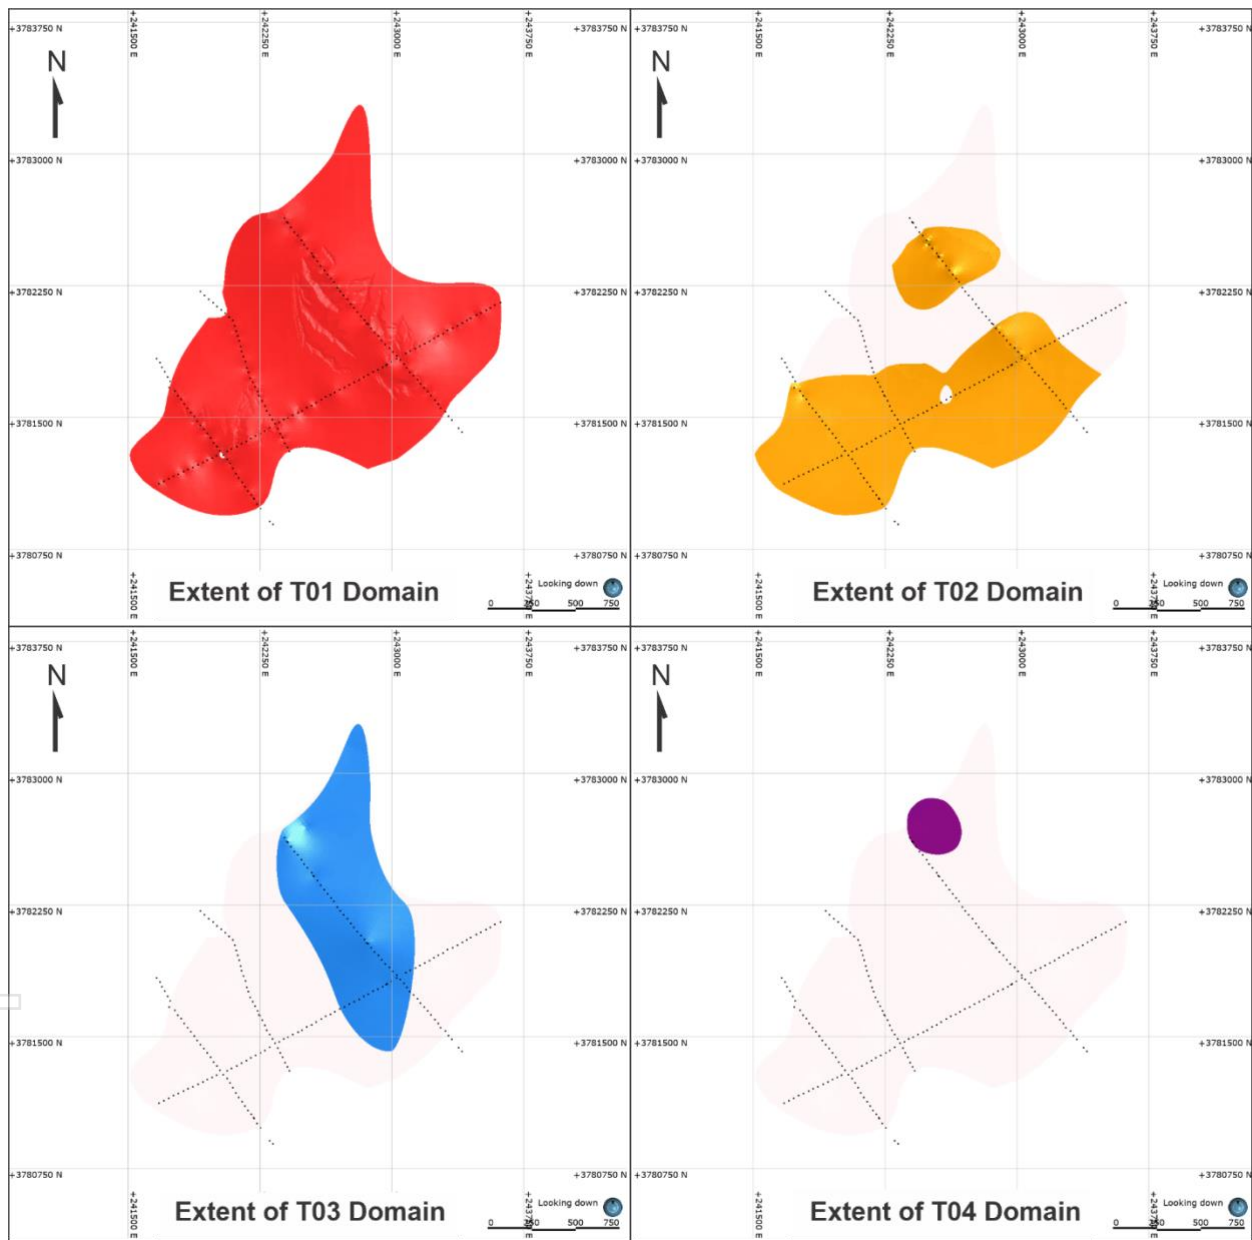 +241500 E
+242250 E
+243000 E
+243750 E
+3783750 N
+3783750 N
N
+3783000 N
+3783000 N
+3782250 N
+3782250 N
+3781500 N
+3781500 N
+3780750 N
+3780750 N
+241500 E
Extent of T01 Domain
Looking down
0 250 500 750
+241500 E
+242250 E
+243000 E
+243750 E
+3783750 N
+3783750 N
N
+3783000 N
+3783000 N
+3782250 N
+3782250 N
+3781500 N
+3781500 N
+3780750 N
+3780750 N
+241500 E
Extent of T02 Domain
Looking down
0 250 500 750
+241500 E
+242250 E
+243000 E
+243750 E
+3783750 N
+3783750 N
N
+3783000 N
+3783000 N
+3782250 N
+3782250 N
+3781500 N
+3781500 N
+3780750 N
+3780750 N
+241500 E
Extent of T03 Domain
Looking down
0 250 500 750
+241500 E
+242250 E
+243000 E
+243750 E
+3783750 N
+3783750 N
N
+3783000 N
+3783000 N
+3782250 N
+3782250 N
+3781500 N
+3781500 N
+3780750 N
+3780750 N
+241500 E
Extent of T04 Domain
Looking down
0 250 500 750